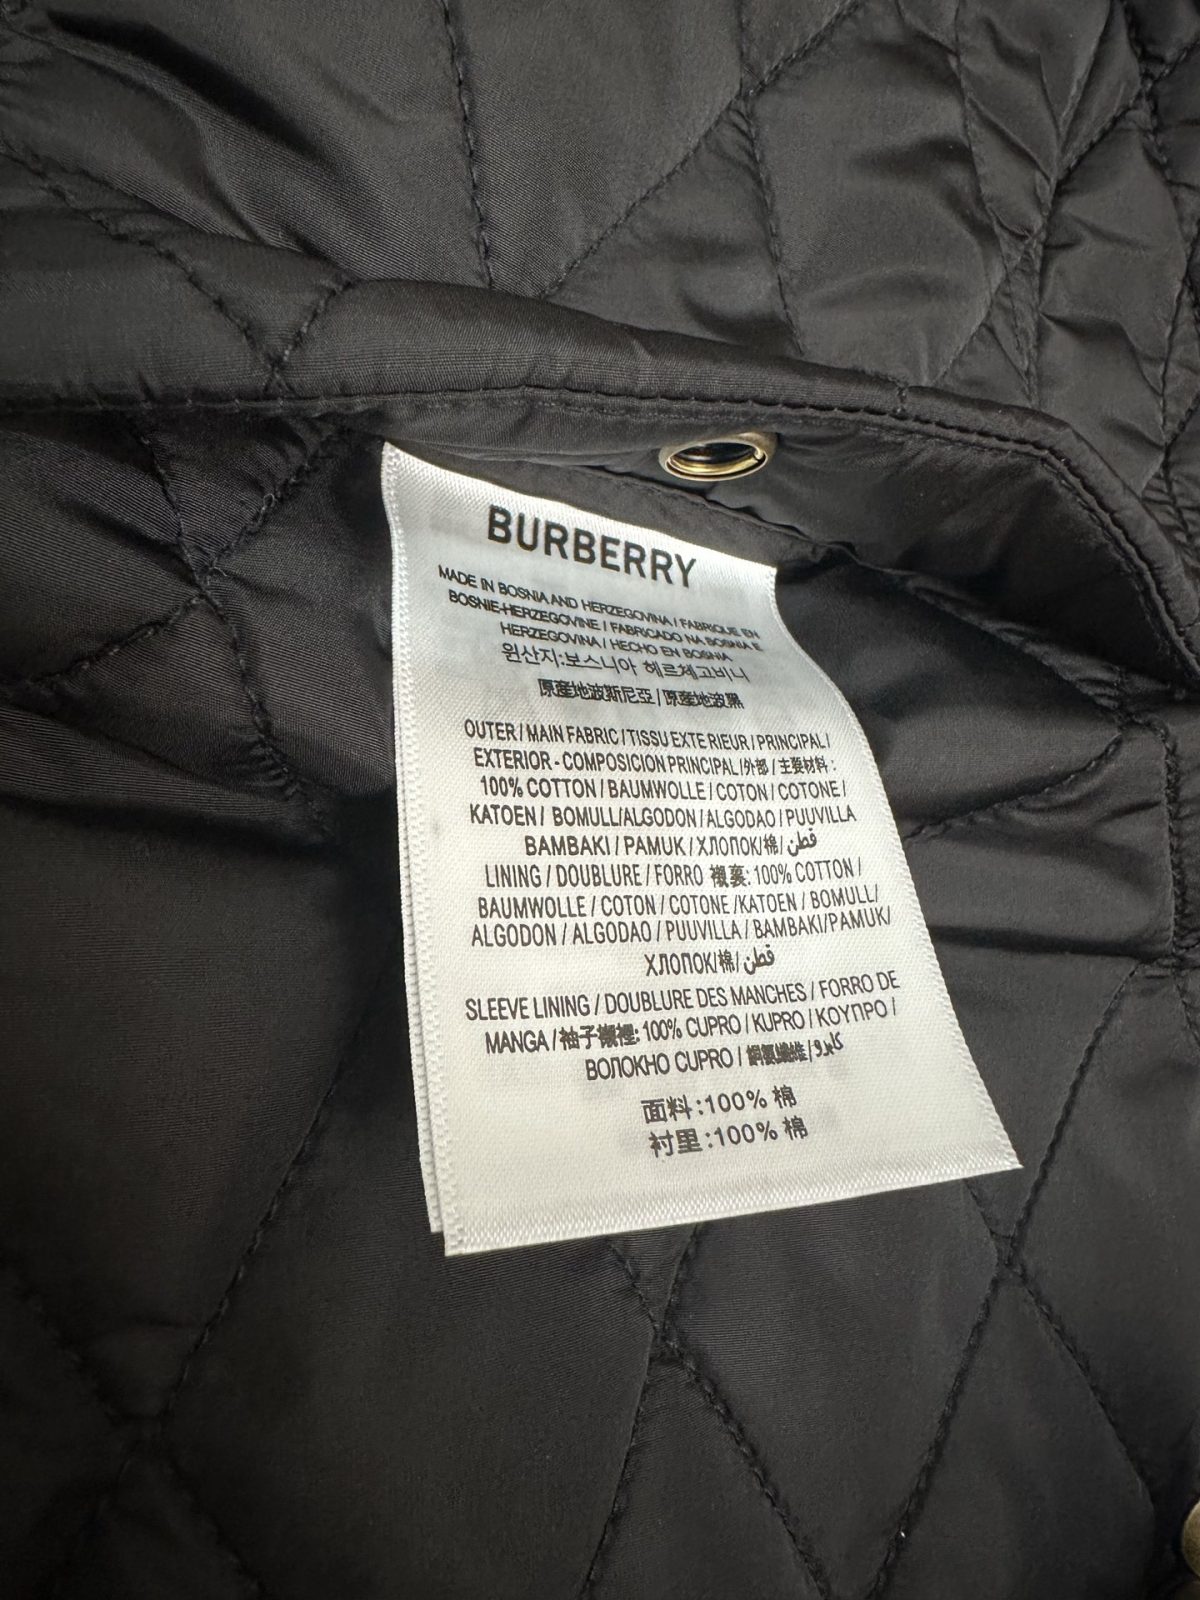 BURBERRY
MADE IN BOSNIA AND HERZEGOVINA / FABRIQUE EN
BOSNIE-HERZEGOVINE / FABRICADO NA BOSNIA E
HERZEGOVINA / HECHO EN BOSNIA
원산지:보스니아 헤르체고비니
原産地波斯尼亞 / 原産地波黑
OUTER / MAIN FABRIC / TISSU EXTE RIEUR / PRINCIPAL /
EXTERIOR - COMPOSICION PRINCIPAL /外部 / 主要材料 :
100% COTTON / BAUMWOLLE / COTON / COTONE /
KATOEN / BOMULL/ALGODON / ALGODAO / PUUVILLA
BAMBAKI / PAMUK / ХЛОПОК/棉/ قطن
LINING / DOUBLURE / FORRO 襯裏: 100% COTTON /
BAUMWOLLE / COTON / COTONE /KATOEN / BOMULL/
ALGODON / ALGODAO / PUUVILLA / BAMBAKI/PAMUK/
ХЛОПОК/棉/ قطن
SLEEVE LINING / DOUBLURE DES MANCHES / FORRO DE
MANGA / 袖子襯裡: 100% CUPRO / KUPRO / ΚΟΥΠΡΟ /
ВОЛОКНО CUPRO / 銅氨纖維 / كابرو
面料:100% 棉
衬里:100% 棉